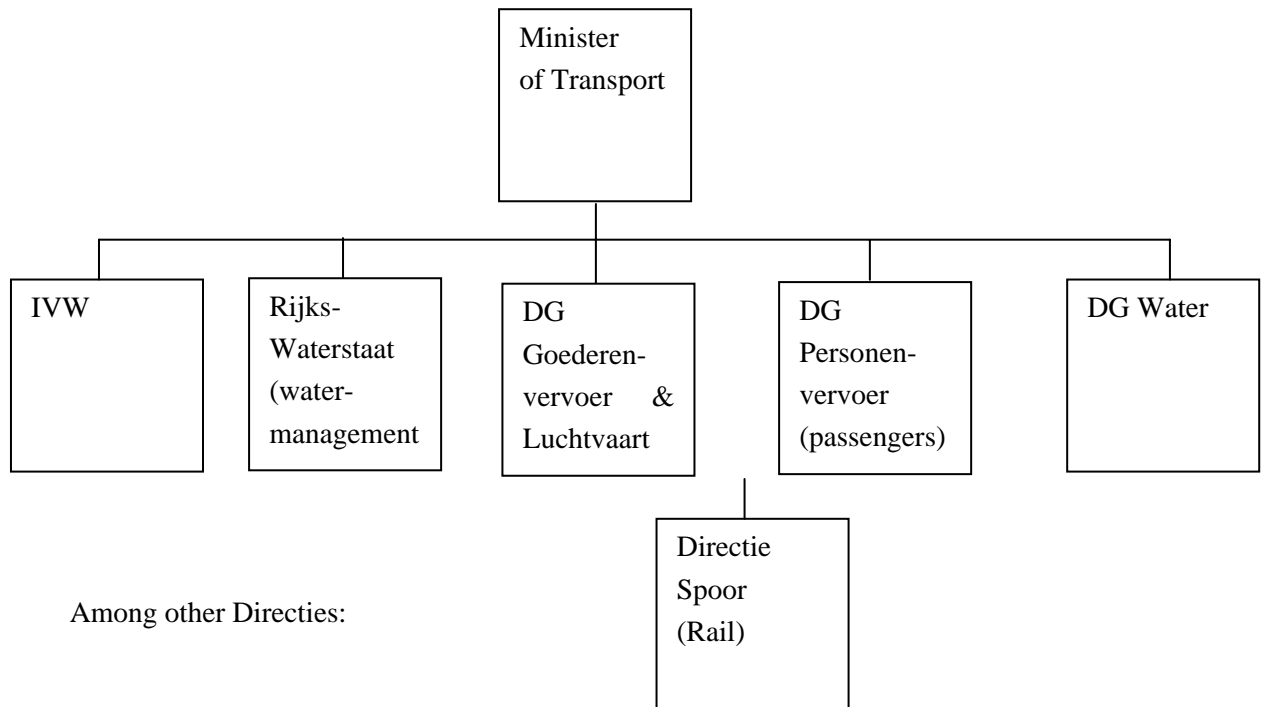 Minister
of Transport
IVW
Rijks-
Waterstaat
(water-
management
DG
Goederen-
vervoer &
Luchtvaart
DG
Personen-
vervoer
(passengers)
DG Water
Directie
Spoor
(Rail)
Among other Directies: